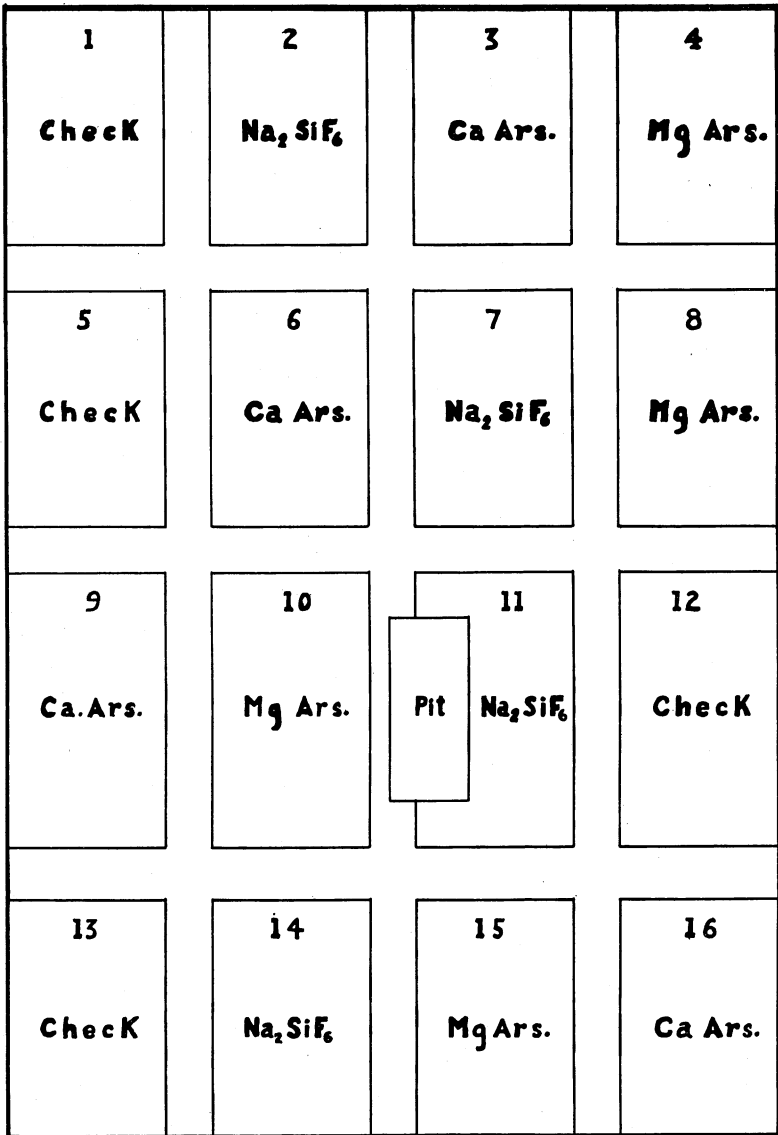 1
Check
2
Na₂SiF₆
3
Ca Ars.
4
Mg Ars.
5
Check
6
Ca Ars.
7
Na₂SiF₆
8
Mg Ars.
9
Ca.Ars.
10
Mg Ars.
11
Pit
Na₂SiF₆
12
Check
13
Check
14
Na₂SiF₆
15
Mg Ars.
16
Ca Ars.